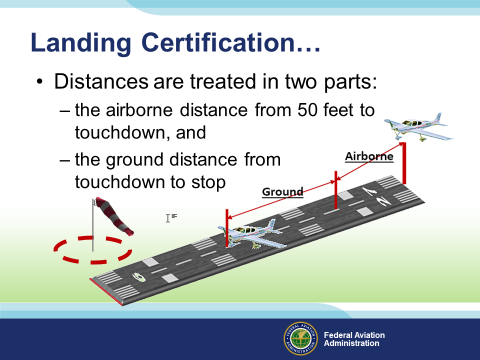 Landing Certification…
• Distances are treated in two parts:
– the airborne distance from 50 feet to
touchdown, and
– the ground distance from
touchdown to stop
Airborne
Ground
Federal Aviation
Administration